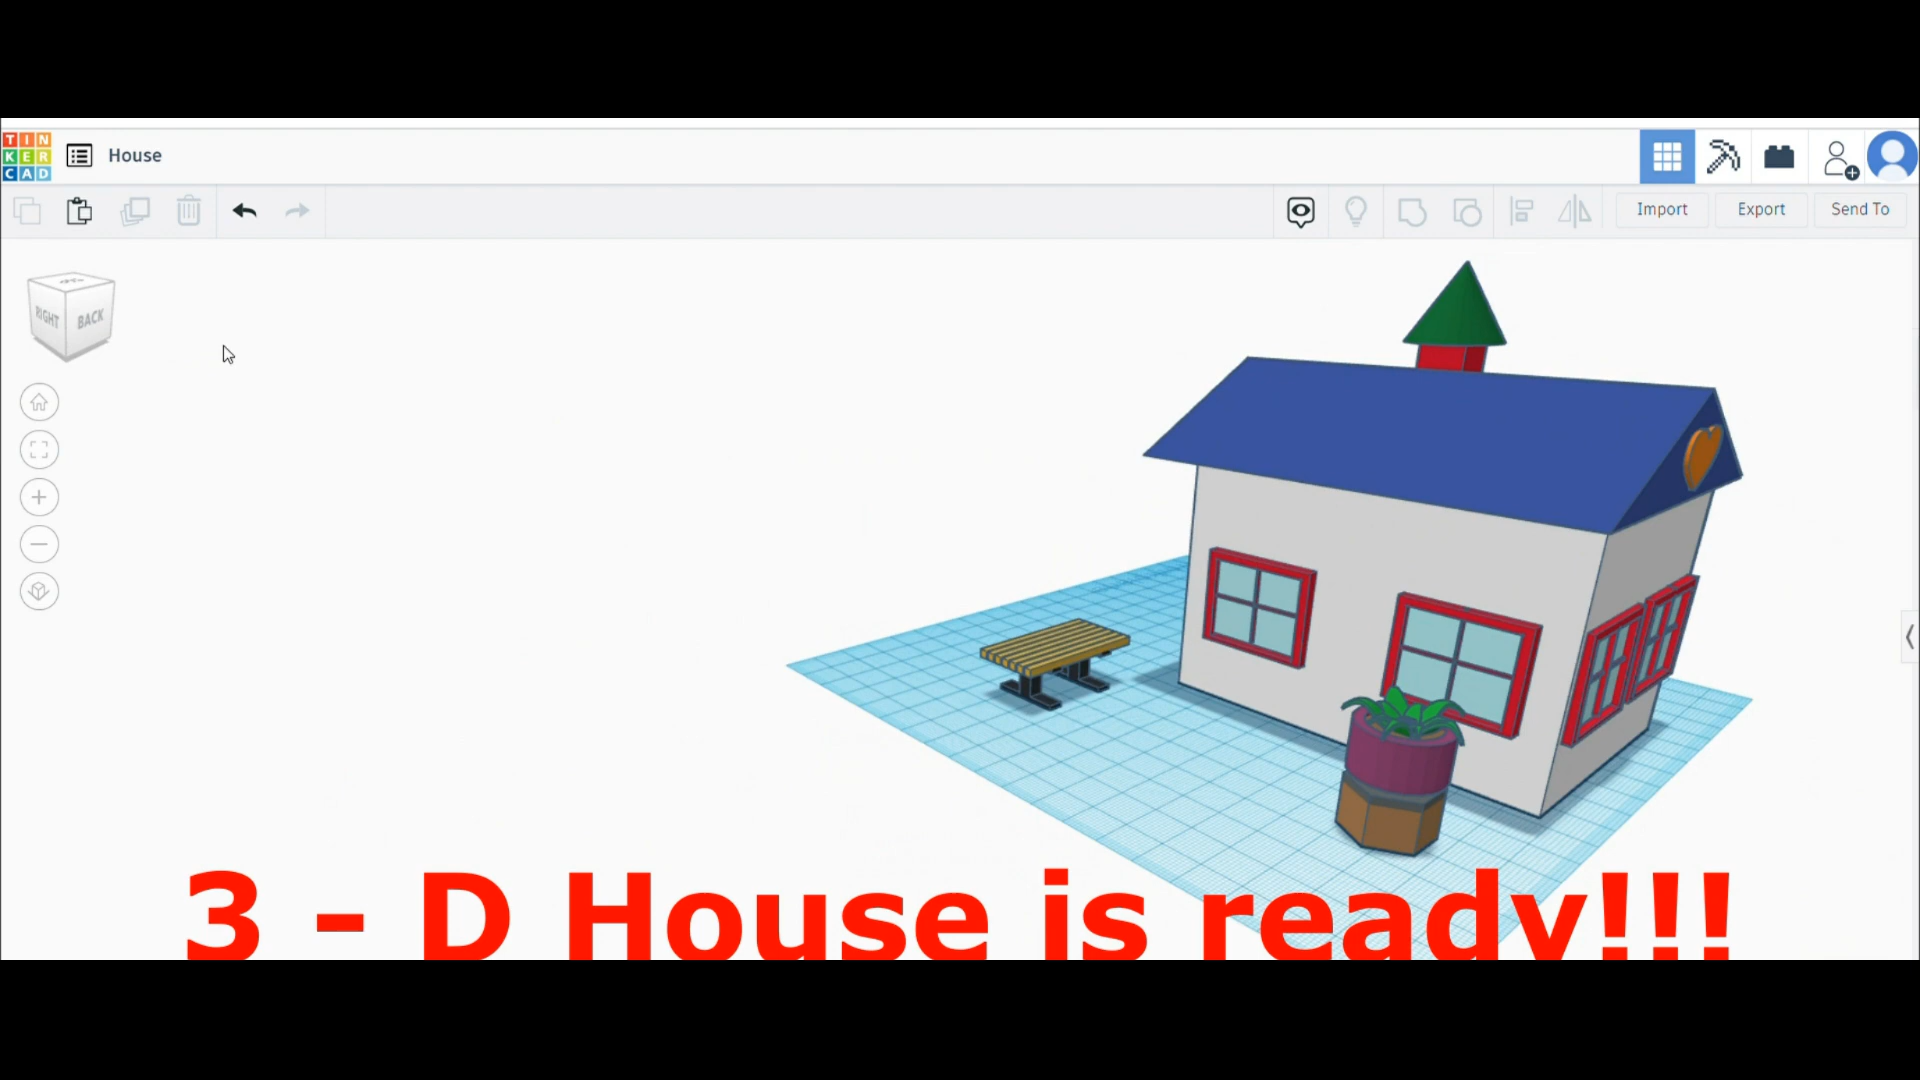 TIN
KER
CAD
House
Import
Export
Send To
RIGHT
BACK
3 - D House is ready!!!